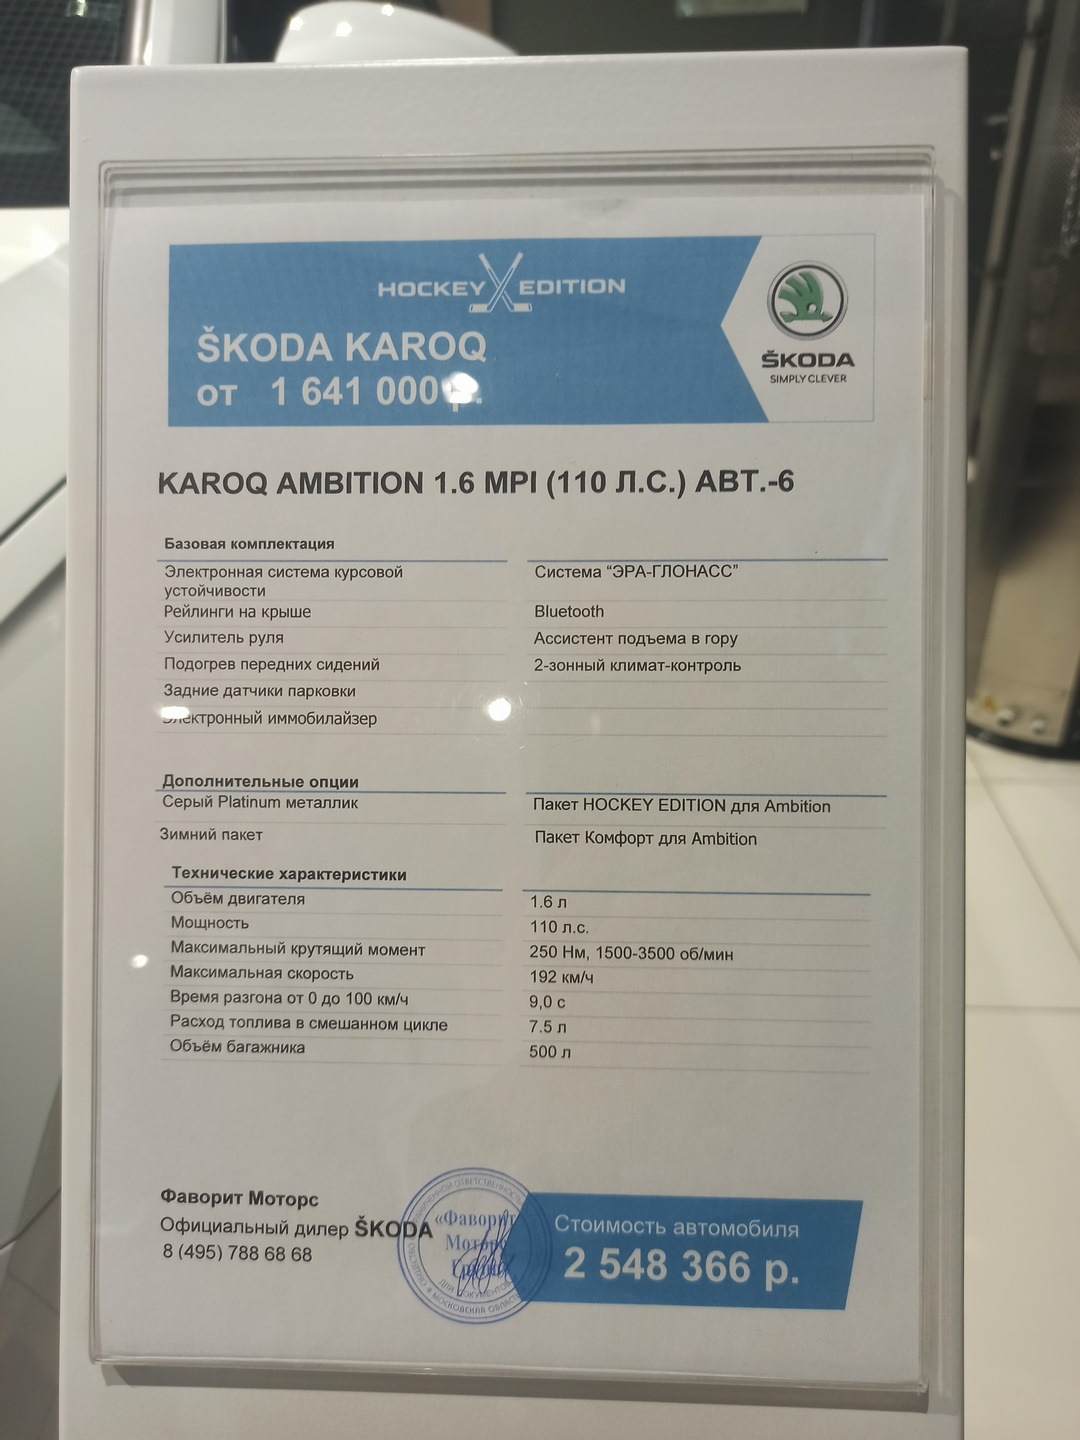 HOCKEY EDITION
ŠKODA KAROQ
от 1 641 000 р.
ŠKODA
SIMPLY CLEVER
KAROQ AMBITION 1.6 MPI (110 Л.С.) АВТ.-6
Базовая комплектация
Электронная система курсовой
устойчивости
Система “ЭРА-ГЛОНАСС”
Рейлинги на крыше
Bluetooth
Усилитель руля
Ассистент подъема в гору
Подогрев передних сидений
2-зонный климат-контроль
Задние датчики парковки
Электронный иммобилайзер
Дополнительные опции
Серый Platinum металлик
Пакет HOCKEY EDITION для Ambition
Зимний пакет
Пакет Комфорт для Ambition
Технические характеристики
Объём двигателя
1.6 л
Мощность
110 л.с.
Максимальный крутящий момент
250 Нм, 1500-3500 об/мин
Максимальная скорость
192 км/ч
Время разгона от 0 до 100 км/ч
9,0 с
Расход топлива в смешанном цикле
7.5 л
Объём багажника
500 л
Фаворит Моторс
Официальный дилер ŠKODA
8 (495) 788 68 68
«Фаворит
Моторс
ДЛЯ ДОКУМЕНТОВ
МОСКОВСКАЯ ОБЛАСТЬ
Стоимость автомобиля
2 548 366 р.